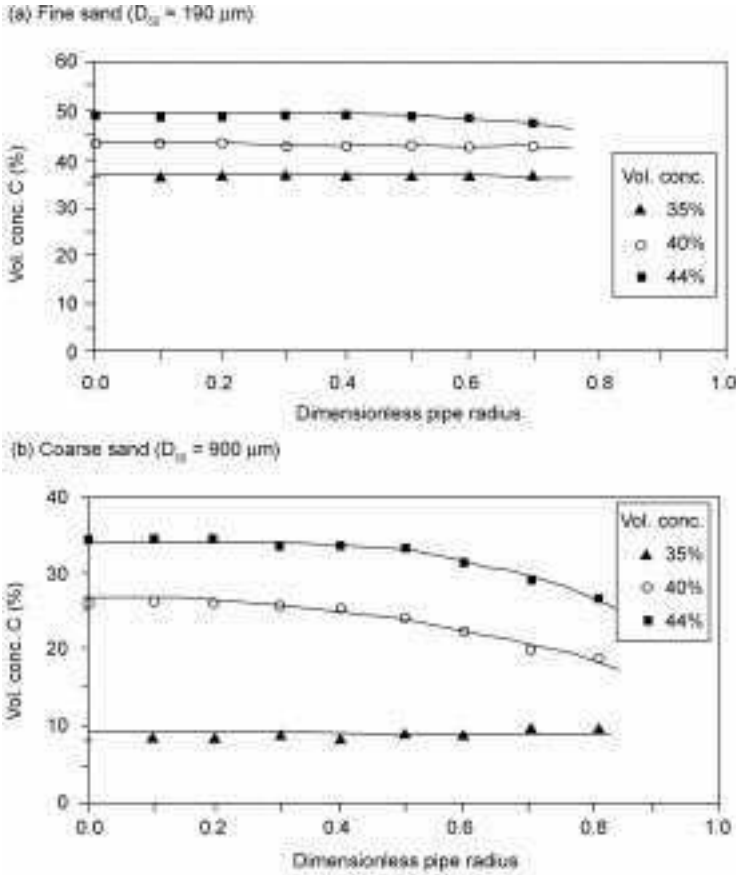 (a) Fine sand (D₅₀ = 190 μm)
60
50
40
30
20
10
0
Vol. conc. C (%)
0.0 0.2 0.4 0.6 0.8 1.0
Dimensionless pipe radius
Vol. conc.
35%
40%
44%
(b) Coarse sand (D₅₀ = 900 μm)
40
30
20
10
0
Vol. conc. C (%)
0.0 0.2 0.4 0.6 0.8 1.0
Dimensionless pipe radius
Vol. conc.
35%
40%
44%